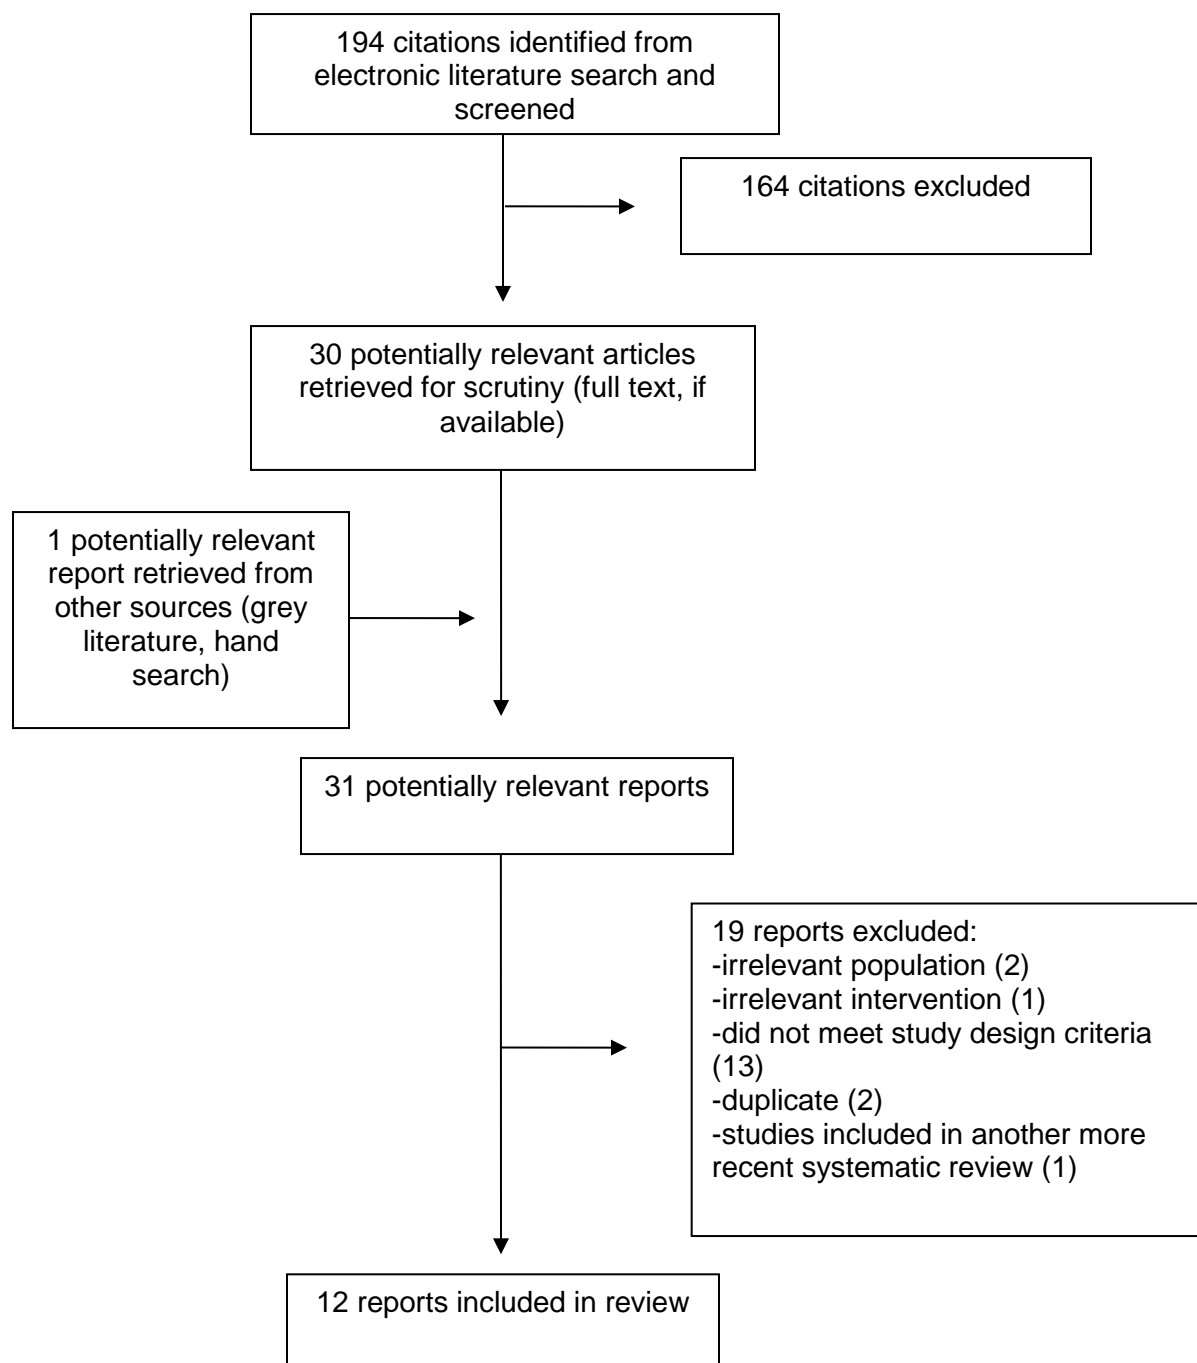 194 citations identified from
electronic literature search and
screened
164 citations excluded
30 potentially relevant articles
retrieved for scrutiny (full text, if
available)
1 potentially relevant
report retrieved from
other sources (grey
literature, hand
search)
31 potentially relevant reports
19 reports excluded:
-irrelevant population (2)
-irrelevant intervention (1)
-did not meet study design criteria
(13)
-duplicate (2)
-studies included in another more
recent systematic review (1)
12 reports included in review